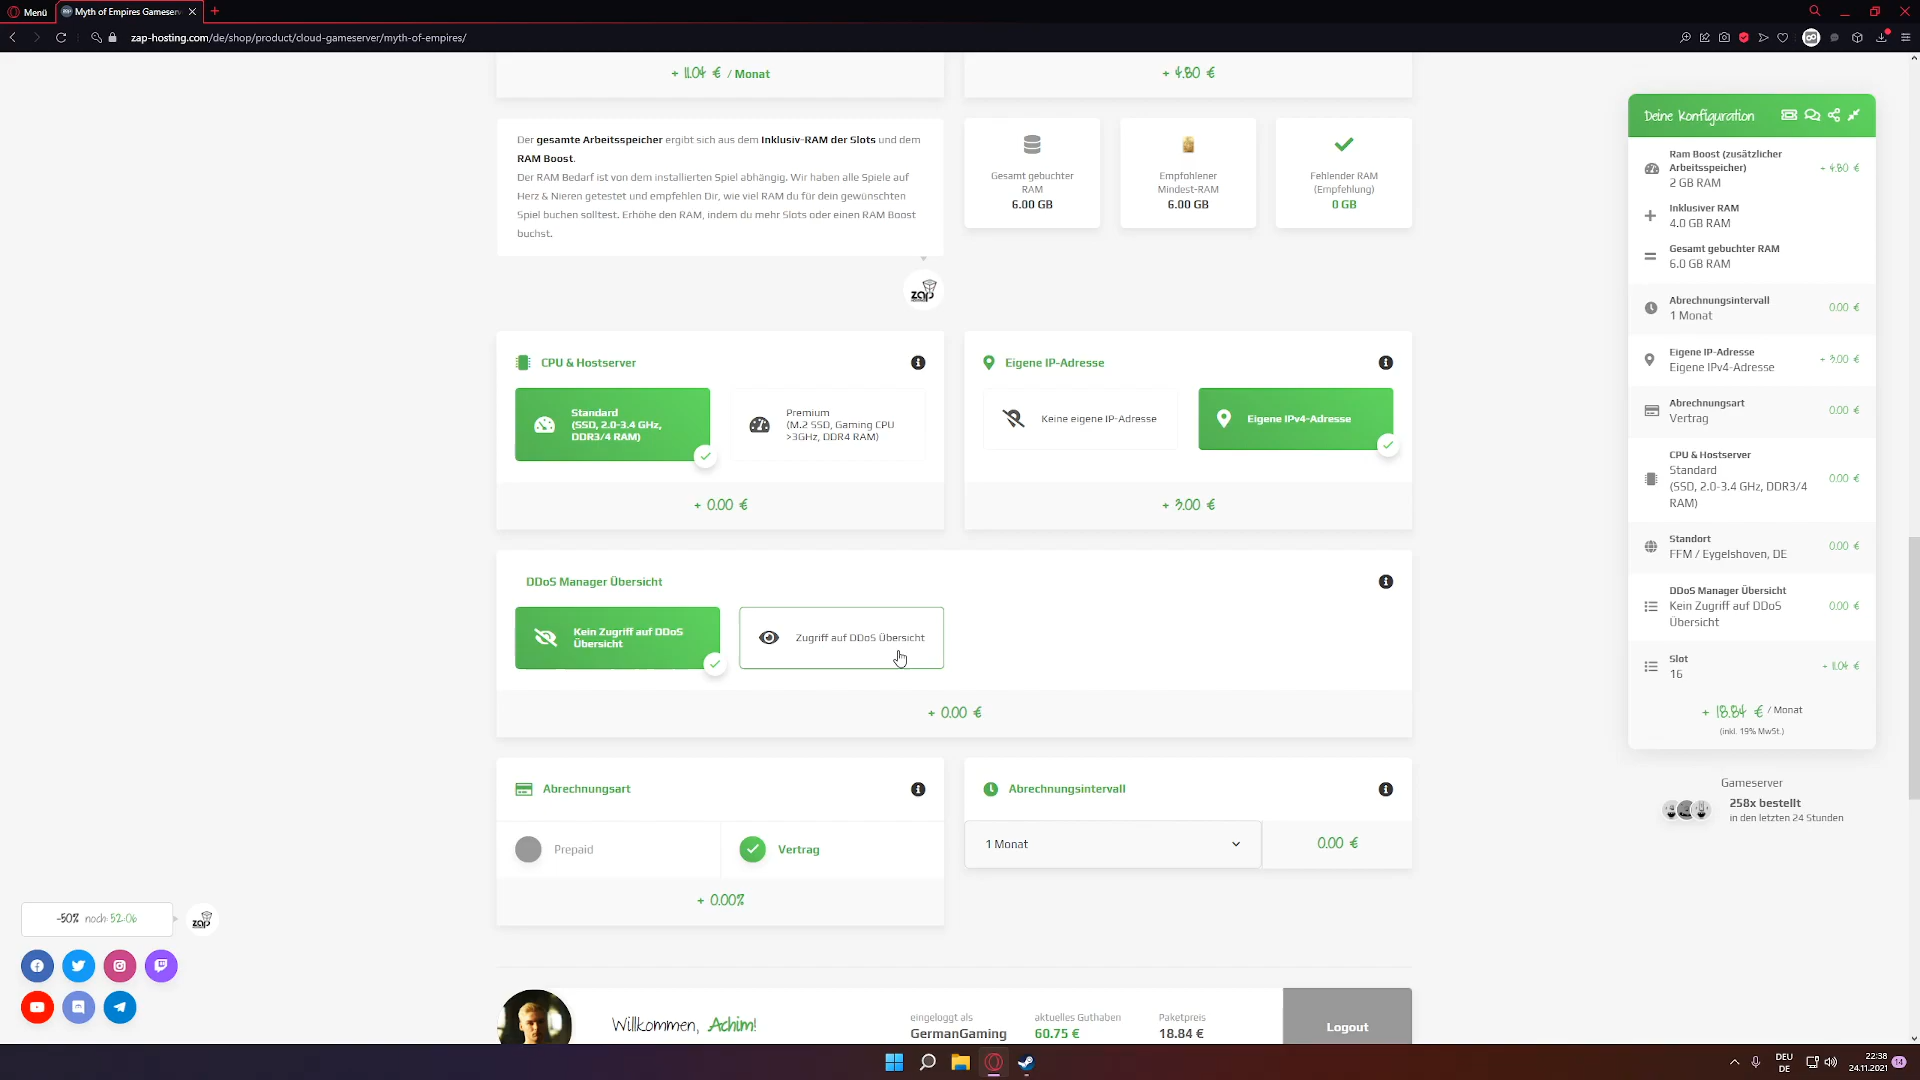 Menü
Myth of Empires Gameserv
zap-hosting.com/de/shop/product/cloud-gameserver/myth-of-empires/
+ 11.04 € / Monat
+ 4.80 €
Der gesamte Arbeitsspeicher ergibt sich aus dem Inklusiv-RAM der Slots und dem
RAM Boost.
Der RAM Bedarf ist von dem installierten Spiel abhängig. Wir haben alle Spiele auf
Herz & Nieren getestet und empfehlen Dir, wie viel RAM du für dein gewünschten
Spiel buchen solltest. Erhöhe den RAM, indem du mehr Slots oder einen RAM Boost
buchst.
Gesamt gebuchter
RAM
6.00 GB
Empfohlener
Mindest-RAM
6.00 GB
Fehlender RAM
(Empfehlung)
0 GB
zap
CPU & Hostserver
Standard
(SSD, 2.0-3.4 GHz,
DDR3/4 RAM)
Premium
(M.2 SSD, Gaming CPU
>3GHz, DDR4 RAM)
+ 0.00 €
Eigene IP-Adresse
Keine eigene IP-Adresse
Eigene IPv4-Adresse
+ 3.00 €
DDoS Manager Übersicht
Kein Zugriff auf DDoS
Übersicht
Zugriff auf DDoS Übersicht
+ 0.00 €
Abrechnungsart
Prepaid
Vertrag
+ 0.00%
Abrechnungsintervall
1 Monat
0.00 €
Willkommen, Achim!
eingeloggt als
GermanGaming
aktuelles Guthaben
60.75 €
Paketpreis
18.84 €
Logout
Deine Konfiguration
Ram Boost (zusätzlicher
Arbeitsspeicher)
2 GB RAM
+ 4.80 €
Inklusiver RAM
4.0 GB RAM
Gesamt gebuchter RAM
6.0 GB RAM
Abrechnungsintervall
1 Monat
0.00 €
Eigene IP-Adresse
Eigene IPv4-Adresse
+ 3.00 €
Abrechnungsart
Vertrag
0.00 €
CPU & Hostserver
Standard
(SSD, 2.0-3.4 GHz, DDR3/4
RAM)
0.00 €
Standort
FFM / Eygelshoven, DE
0.00 €
DDoS Manager Übersicht
Kein Zugriff auf DDoS
Übersicht
0.00 €
Slot
16
+ 11.04 €
+ 18.84 € / Monat
(inkl. 19% MwSt.)
Gameserver
258x bestellt
in den letzten 24 Stunden
-50% noch: 52:06
zap
DEU
DE
22:38
24.11.2021
14